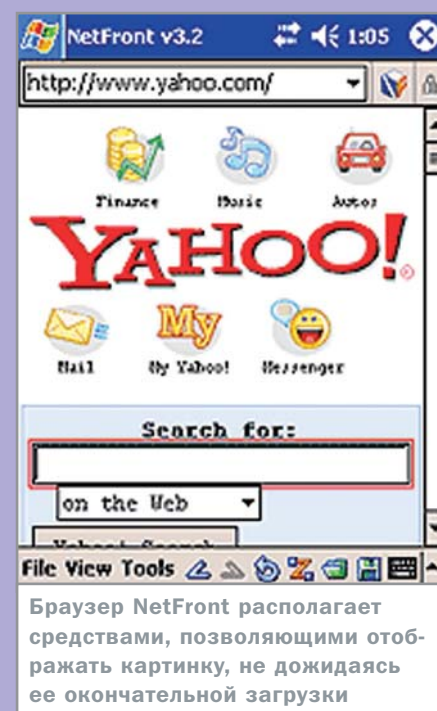 NetFront v3.2 1:05
http://www.yahoo.com/
Finance Music Autos
YAHOO!
Mail My Yahoo! Messenger
Search for:
on the Web
Yahoo! Search
File View Tools
Браузер NetFront располагает
средствами, позволяющими отоб-
ражать картинку, не дожидаясь
ее окончательной загрузки